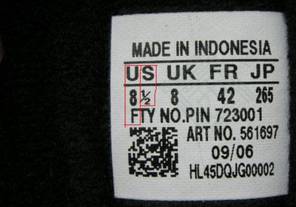 MADE IN INDONESIA
US UK FR JP
8½ 8 42 265
FTY NO.PIN 723001
ART NO. 561697
09/06
HL45DQJG00002